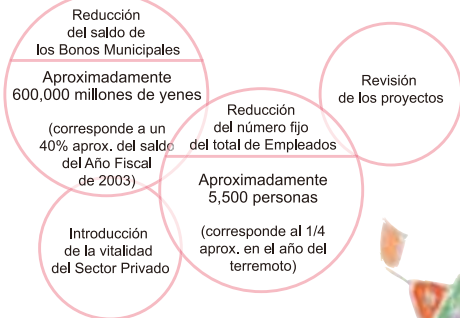 Reducción
del saldo de
los Bonos Municipales
Aproximadamente
600,000 millones de yenes
(corresponde a un
40% aprox. del saldo
del Año Fiscal
de 2003)
Reducción
del número fijo
del total de Empleados
Aproximadamente
5,500 personas
(corresponde al 1/4
aprox. en el año del
terremoto)
Revisión
de los proyectos
Introducción
de la vitalidad
del Sector Privado